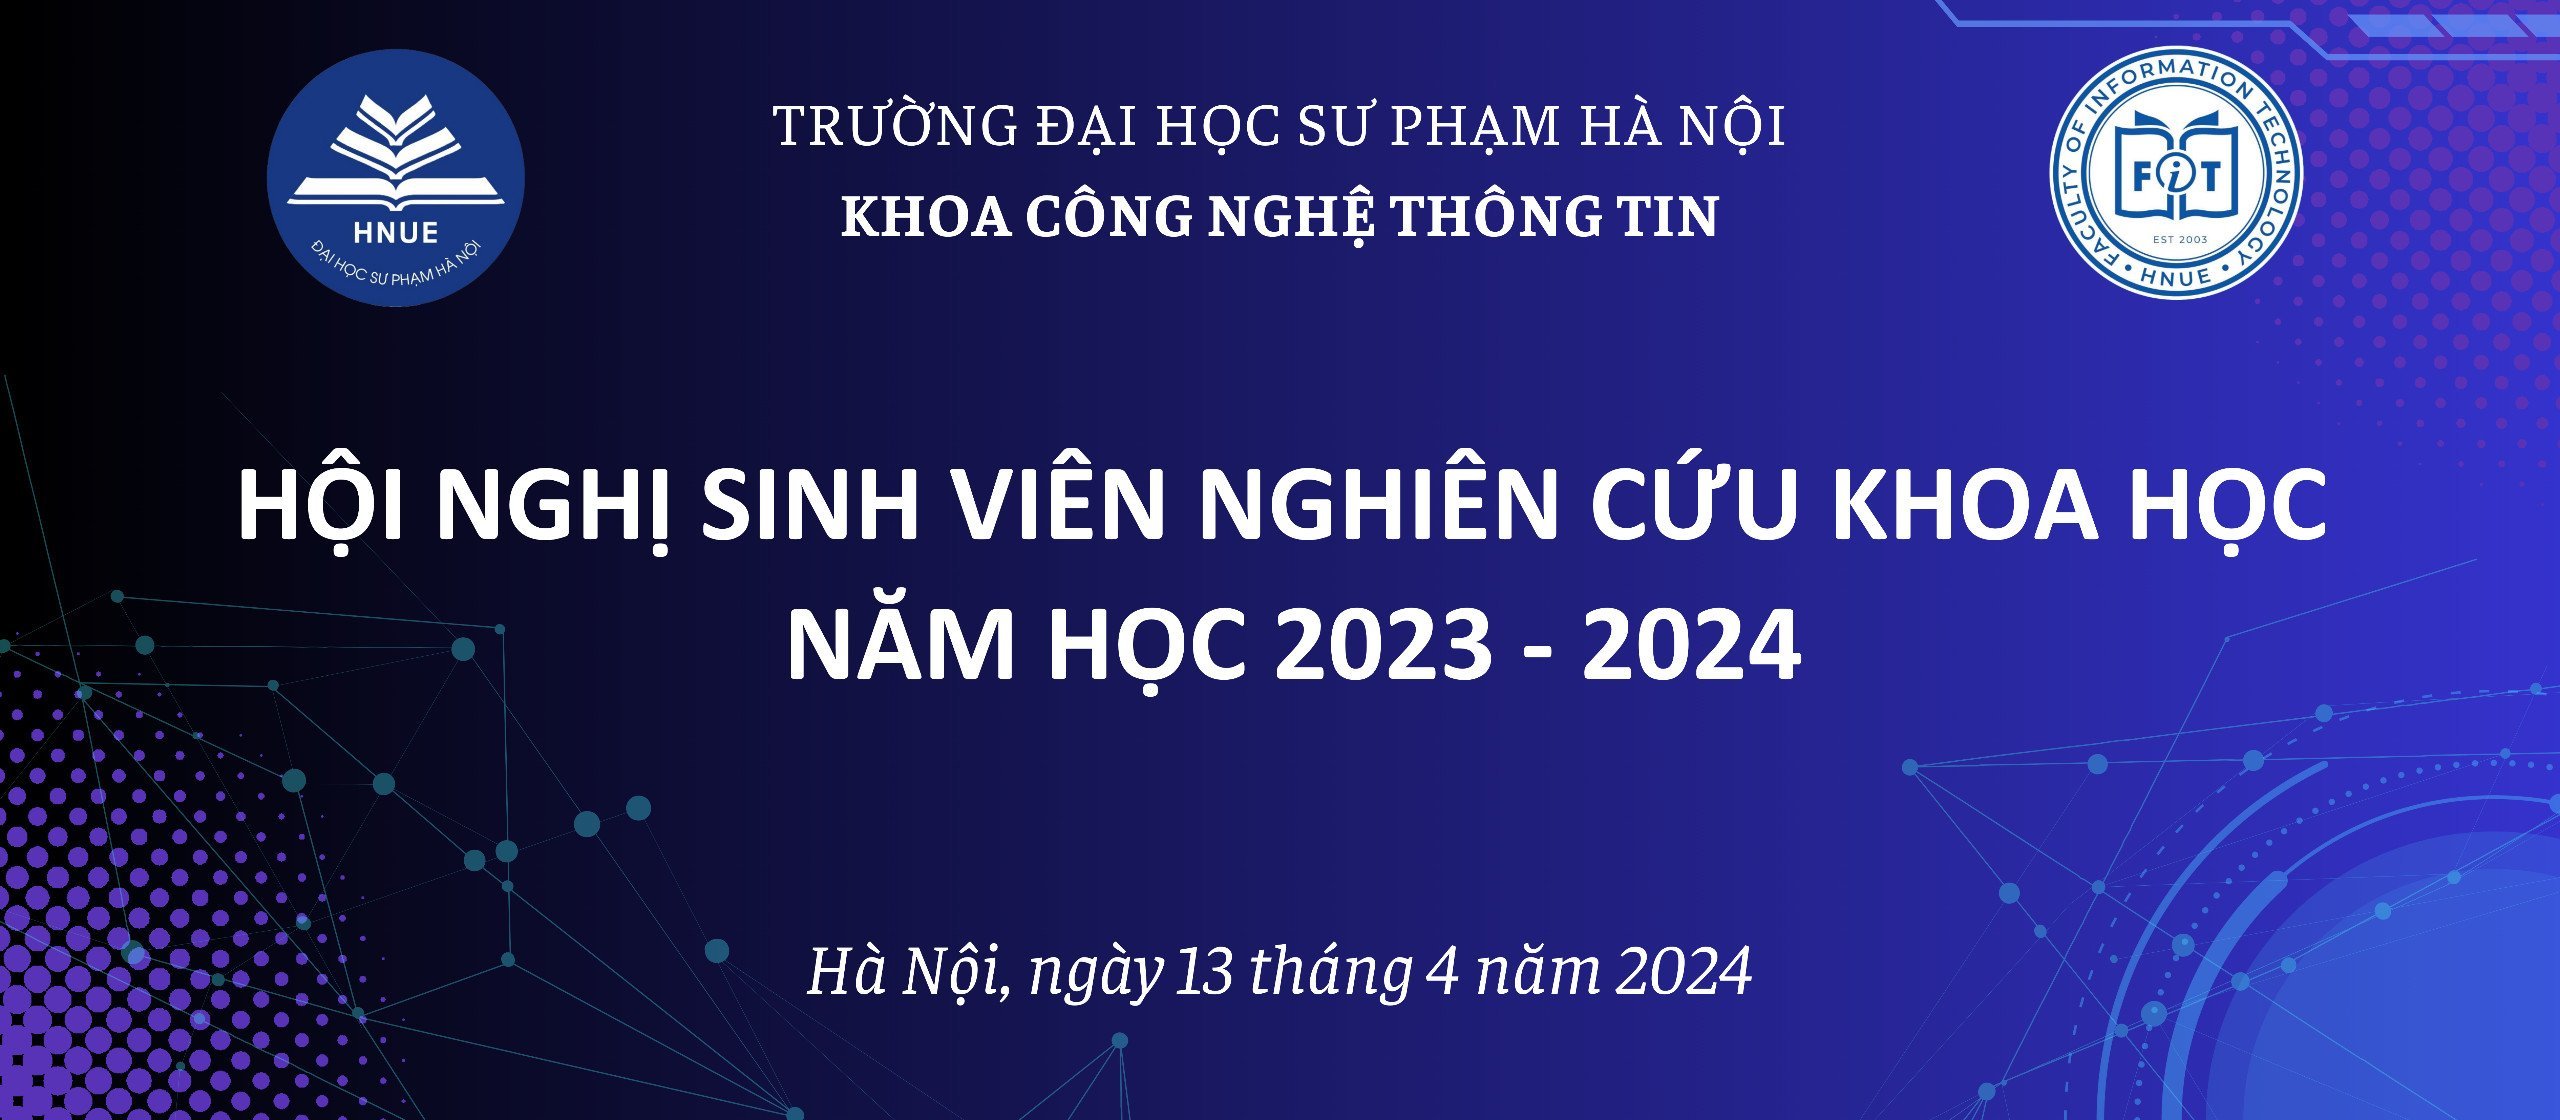 HNUE
ĐẠI HỌC SƯ PHẠM HÀ NỘI
TRƯỜNG ĐẠI HỌC SƯ PHẠM HÀ NỘI
KHOA CÔNG NGHỆ THÔNG TIN
FACULTY OF INFORMATION TECHNOLOGY
FiT
EST 2003
• HNUE •
HỘI NGHỊ SINH VIÊN NGHIÊN CỨU KHOA HỌC
NĂM HỌC 2023 - 2024
Hà Nội, ngày 13 tháng 4 năm 2024